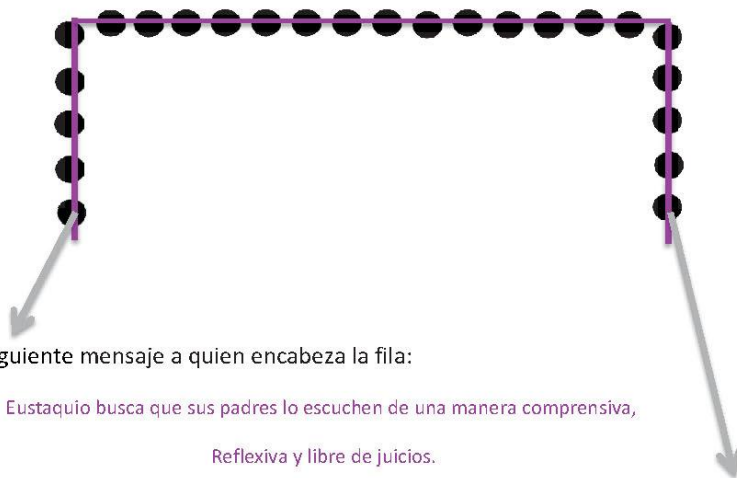 guiente mensaje a quien encabeza la fila:
Eustaquio busca que sus padres lo escuchen de una manera comprensiva,
Reflexiva y libre de juicios.